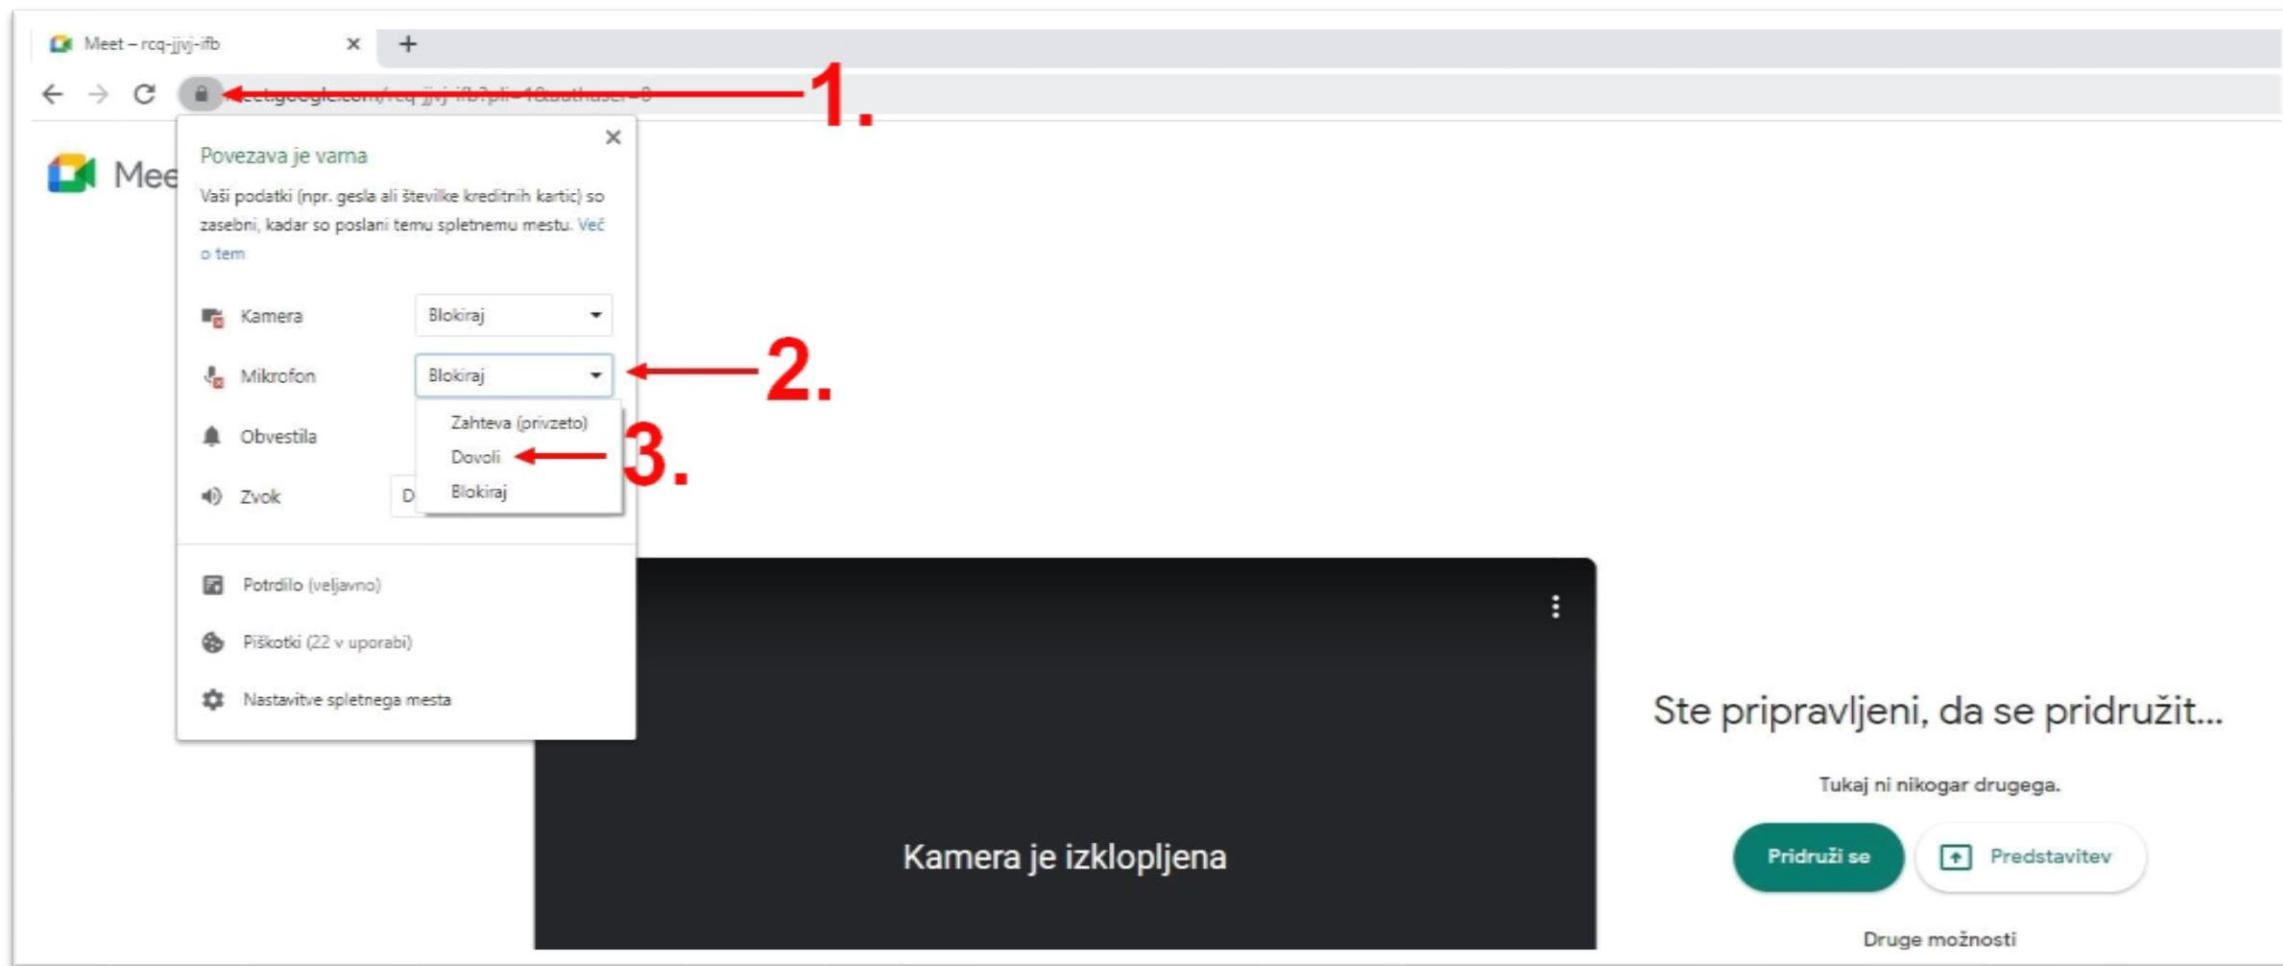 Meet – rcq-jjvj-ifb
1.
Mee
Povezava je varna
Vaši podatki (npr. gesla ali številke kreditnih kartic) so
zasebni, kadar so poslani temu spletnemu mestu. Več
o tem
Kamera Blokiraj
Mikrofon Blokiraj
2.
Zahteva (privzeto)
Obvestila
Dovoli
3.
Zvok D
Blokiraj
Potrdilo (veljavno)
Piškotki (22 v uporabi)
Nastavitve spletnega mesta
Kamera je izklopljena
Ste pripravljeni, da se pridružit...
Tukaj ni nikogar drugega.
Pridruži se
Predstavitev
Druge možnosti